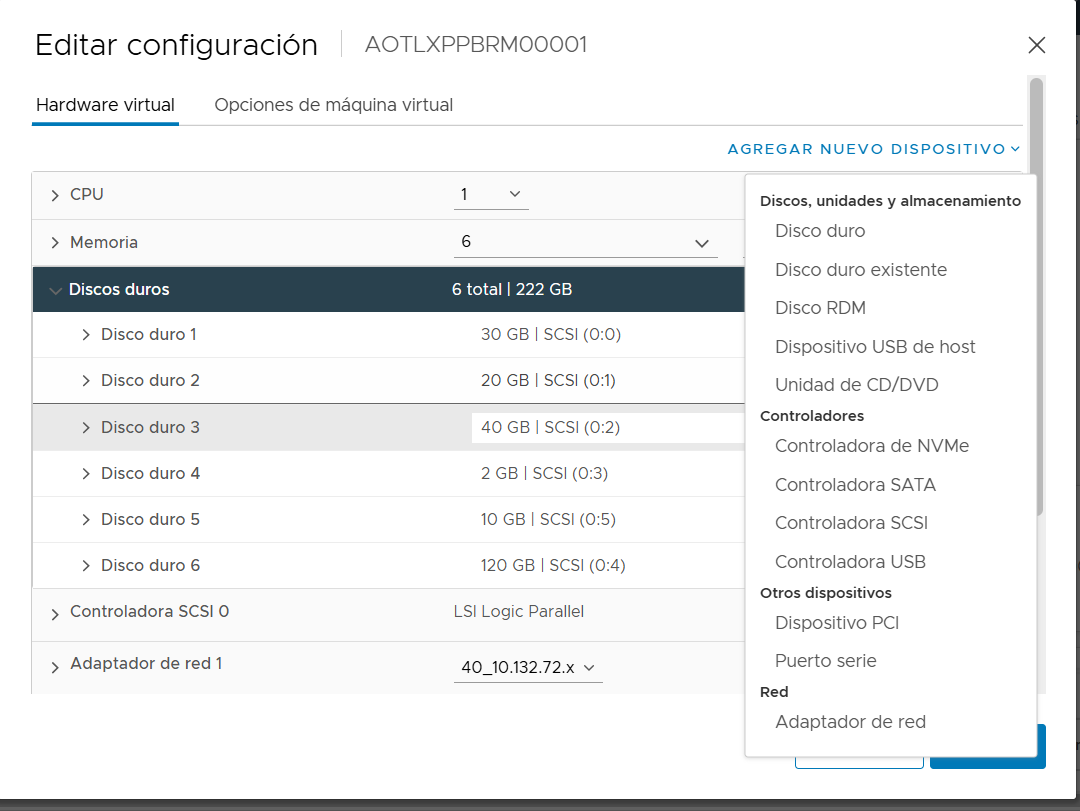 Editar configuración AOTLXPPBRM00001
Hardware virtual Opciones de máquina virtual
AGREGAR NUEVO DISPOSITIVO
CPU 1
Memoria 6
Discos duros 6 total | 222 GB
Disco duro 1 30 GB | SCSI (0:0)
Disco duro 2 20 GB | SCSI (0:1)
Disco duro 3 40 GB | SCSI (0:2)
Disco duro 4 2 GB | SCSI (0:3)
Disco duro 5 10 GB | SCSI (0:5)
Disco duro 6 120 GB | SCSI (0:4)
Controladora SCSI 0 LSI Logic Parallel
Adaptador de red 1 40_10.132.72.x
Discos, unidades y almacenamiento
Disco duro
Disco duro existente
Disco RDM
Dispositivo USB de host
Unidad de CD/DVD
Controladores
Controladora de NVMe
Controladora SATA
Controladora SCSI
Controladora USB
Otros dispositivos
Dispositivo PCI
Puerto serie
Red
Adaptador de red